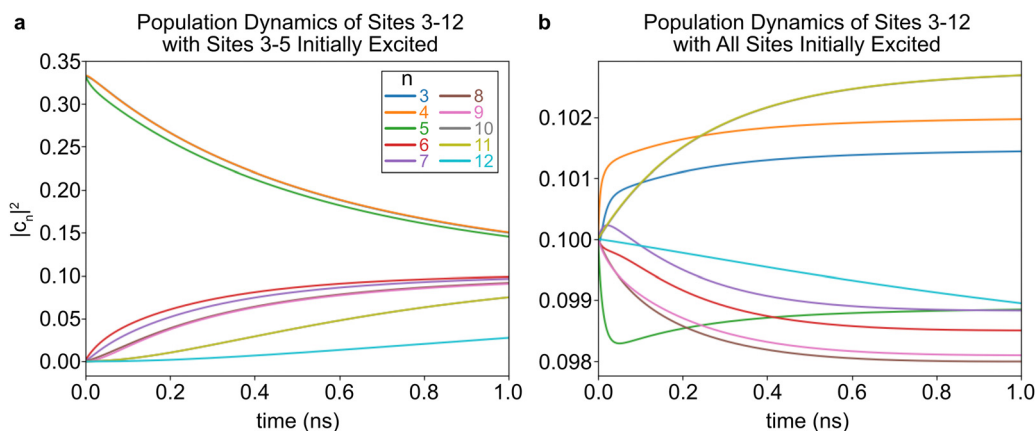 a
Population Dynamics of Sites 3-12
with Sites 3-5 Initially Excited
|cₙ|²
0.35
0.30
0.25
0.20
0.15
0.10
0.05
0.00
n
3 8
4 9
5 10
6 11
7 12
0.0 0.2 0.4 0.6 0.8 1.0
time (ns)
b
Population Dynamics of Sites 3-12
with All Sites Initially Excited
0.102
0.101
0.100
0.099
0.098
0.0 0.2 0.4 0.6 0.8 1.0
time (ns)